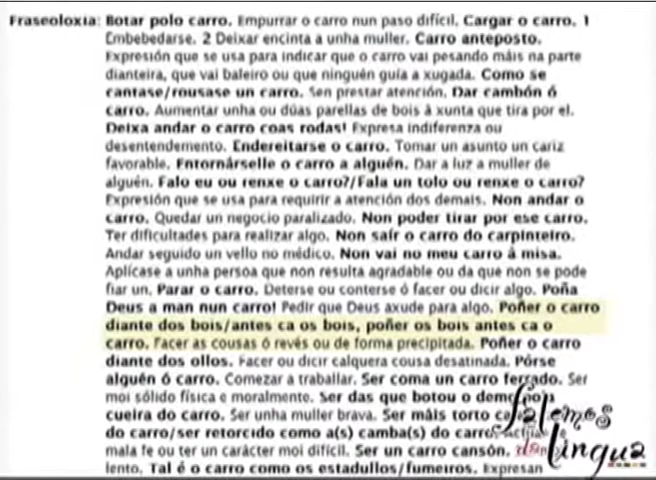 Fraseoloxía: Botar polo carro. Empurrar o carro nun paso difícil. Cargar o carro. 1
Embebedarse. 2 Deixar encinta a unha muller. Carro anteposto.
Expresión que se usa para indicar que o carro vai pesando máis na parte
dianteira, que vai baleiro ou que ninguén guía a xugada. Como se
cantase/rousase un carro. Sen prestar atención. Dar cambón ó
carro. Aumentar unha ou dúas parellas de bois á xunta que tira por el.
Deixa andar o carro coas rodas! Expresa indiferenza ou
desentendemento. Endereitarse o carro. Tomar un asunto un cariz
favorable. Entornárselle o carro a alguén. Dar a luz a muller de
alguén. Falo eu ou renxe o carro?/Fala un tolo ou renxe o carro?
Expresión que se usa para requirir a atención dos demais. Non andar o
carro. Quedar un negocio paralizado. Non poder tirar por ese carro.
Ter dificultades para realizar algo. Non saír o carro do carpinteiro.
Andar seguido un vello no médico. Non vai no meu carro á misa.
Aplícase a unha persoa que non resulta agradable ou da que non se pode
fiar un. Parar o carro. Deterse ou conterse ó facer ou dicir algo. Poña
Deus a man nun carro! Pedir que Deus axude para algo. Poñer o carro
diante dos bois/antes ca os bois, poñer os bois antes ca o
carro. Facer as cousas ó revés ou de forma precipitada. Poñer o carro
diante dos ollos. Facer ou dicir calquera cousa desatinada. Pórse
alguén ó carro. Comezar a traballar. Ser coma un carro ferrado. Ser
moi sólido física e moralmente. Ser das que botou o demo pola
cueira do carro. Ser unha muller brava. Ser máis torto
do carro/ser retorcido como a(s) camba(s) do carro.
mala fe ou ter un carácter moi difícil. Ser un carro cansón.
lento. Tal é o carro como os estadullos/fumeiros. Expresan
falemos
dalingua